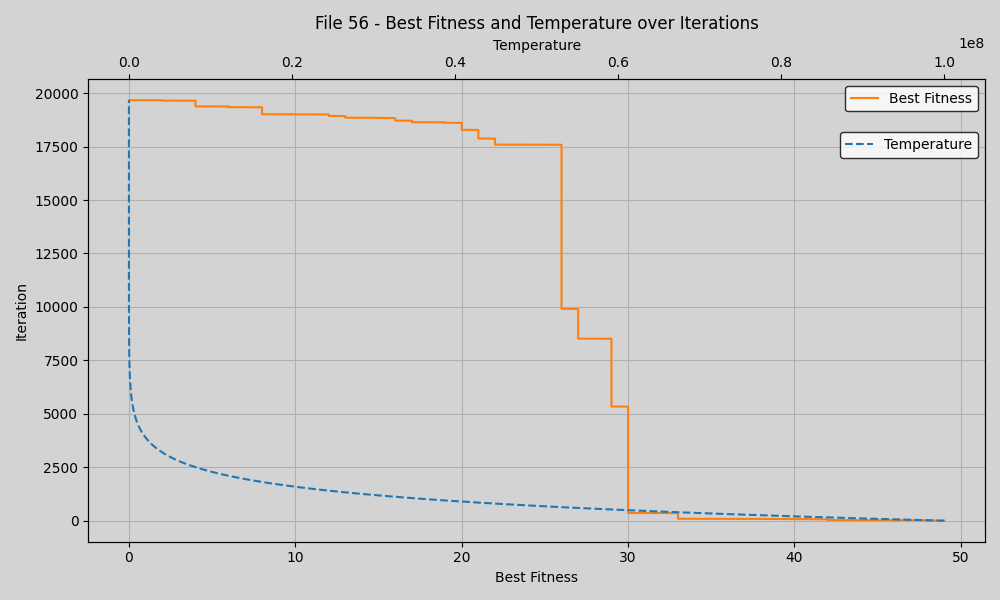 File 56 - Best Fitness and Temperature over Iterations
Temperature
1e8
0.0 0.2 0.4 0.6 0.8 1.0
20000
17500
15000
12500
10000
7500
5000
2500
0
Iteration
Best Fitness
Temperature
0 10 20 30 40 50
Best Fitness